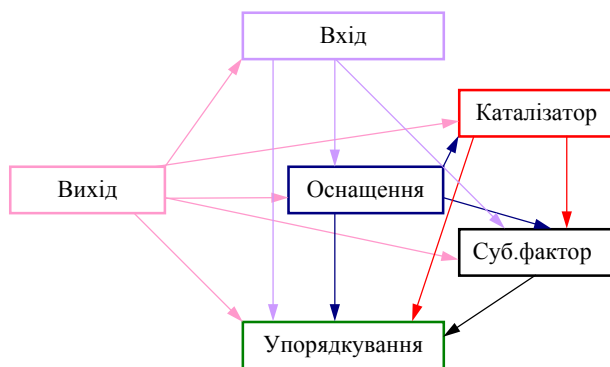 Вхід
Каталізатор
Вихід
Оснащення
Суб.фактор
Упорядкування